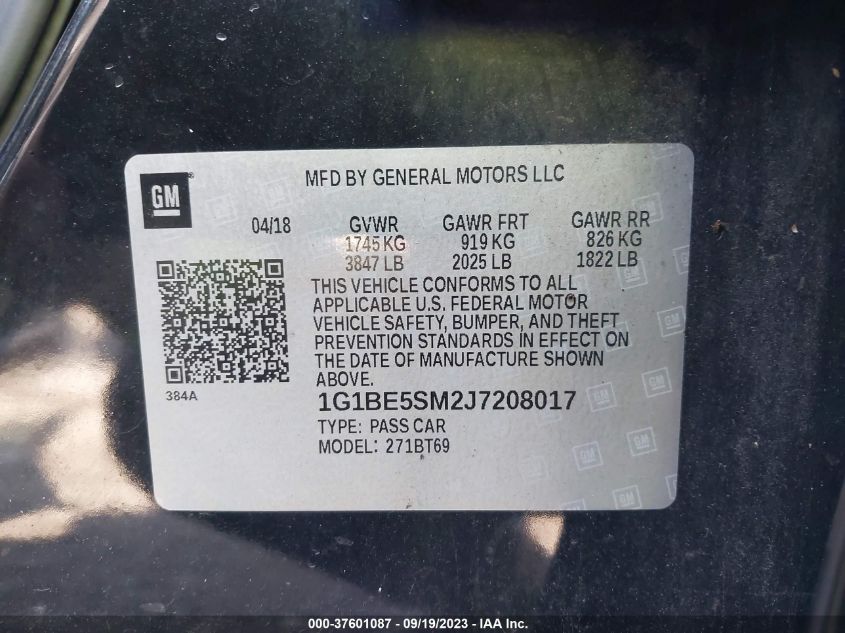 MFD BY GENERAL MOTORS LLC
GM
04/18 GVWR GAWR FRT GAWR RR
1745 KG 919 KG 826 KG
3847 LB 2025 LB 1822 LB
THIS VEHICLE CONFORMS TO ALL
APPLICABLE U.S. FEDERAL MOTOR
VEHICLE SAFETY, BUMPER, AND THEFT
PREVENTION STANDARDS IN EFFECT ON
THE DATE OF MANUFACTURE SHOWN
ABOVE.
384A
1G1BE5SM2J7208017
TYPE: PASS CAR
MODEL: 271BT69
000-37601087 - 09/19/2023 - IAA Inc.